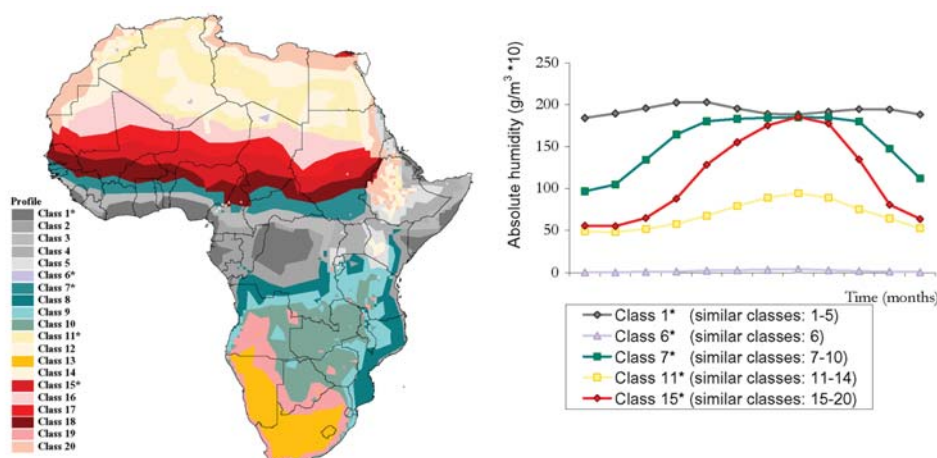 Profile
Class 1*
Class 2
Class 3
Class 4
Class 5
Class 6*
Class 7*
Class 8
Class 9
Class 10
Class 11*
Class 12
Class 13
Class 14
Class 15*
Class 16
Class 17
Class 18
Class 19
Class 20
Absolute humidity (g/m³ *10)
250
200
150
100
50
0
Time (months)
Class 1* (similar classes: 1-5)
Class 6* (similar classes: 6)
Class 7* (similar classes: 7-10)
Class 11* (similar classes: 11-14)
Class 15* (similar classes: 15-20)